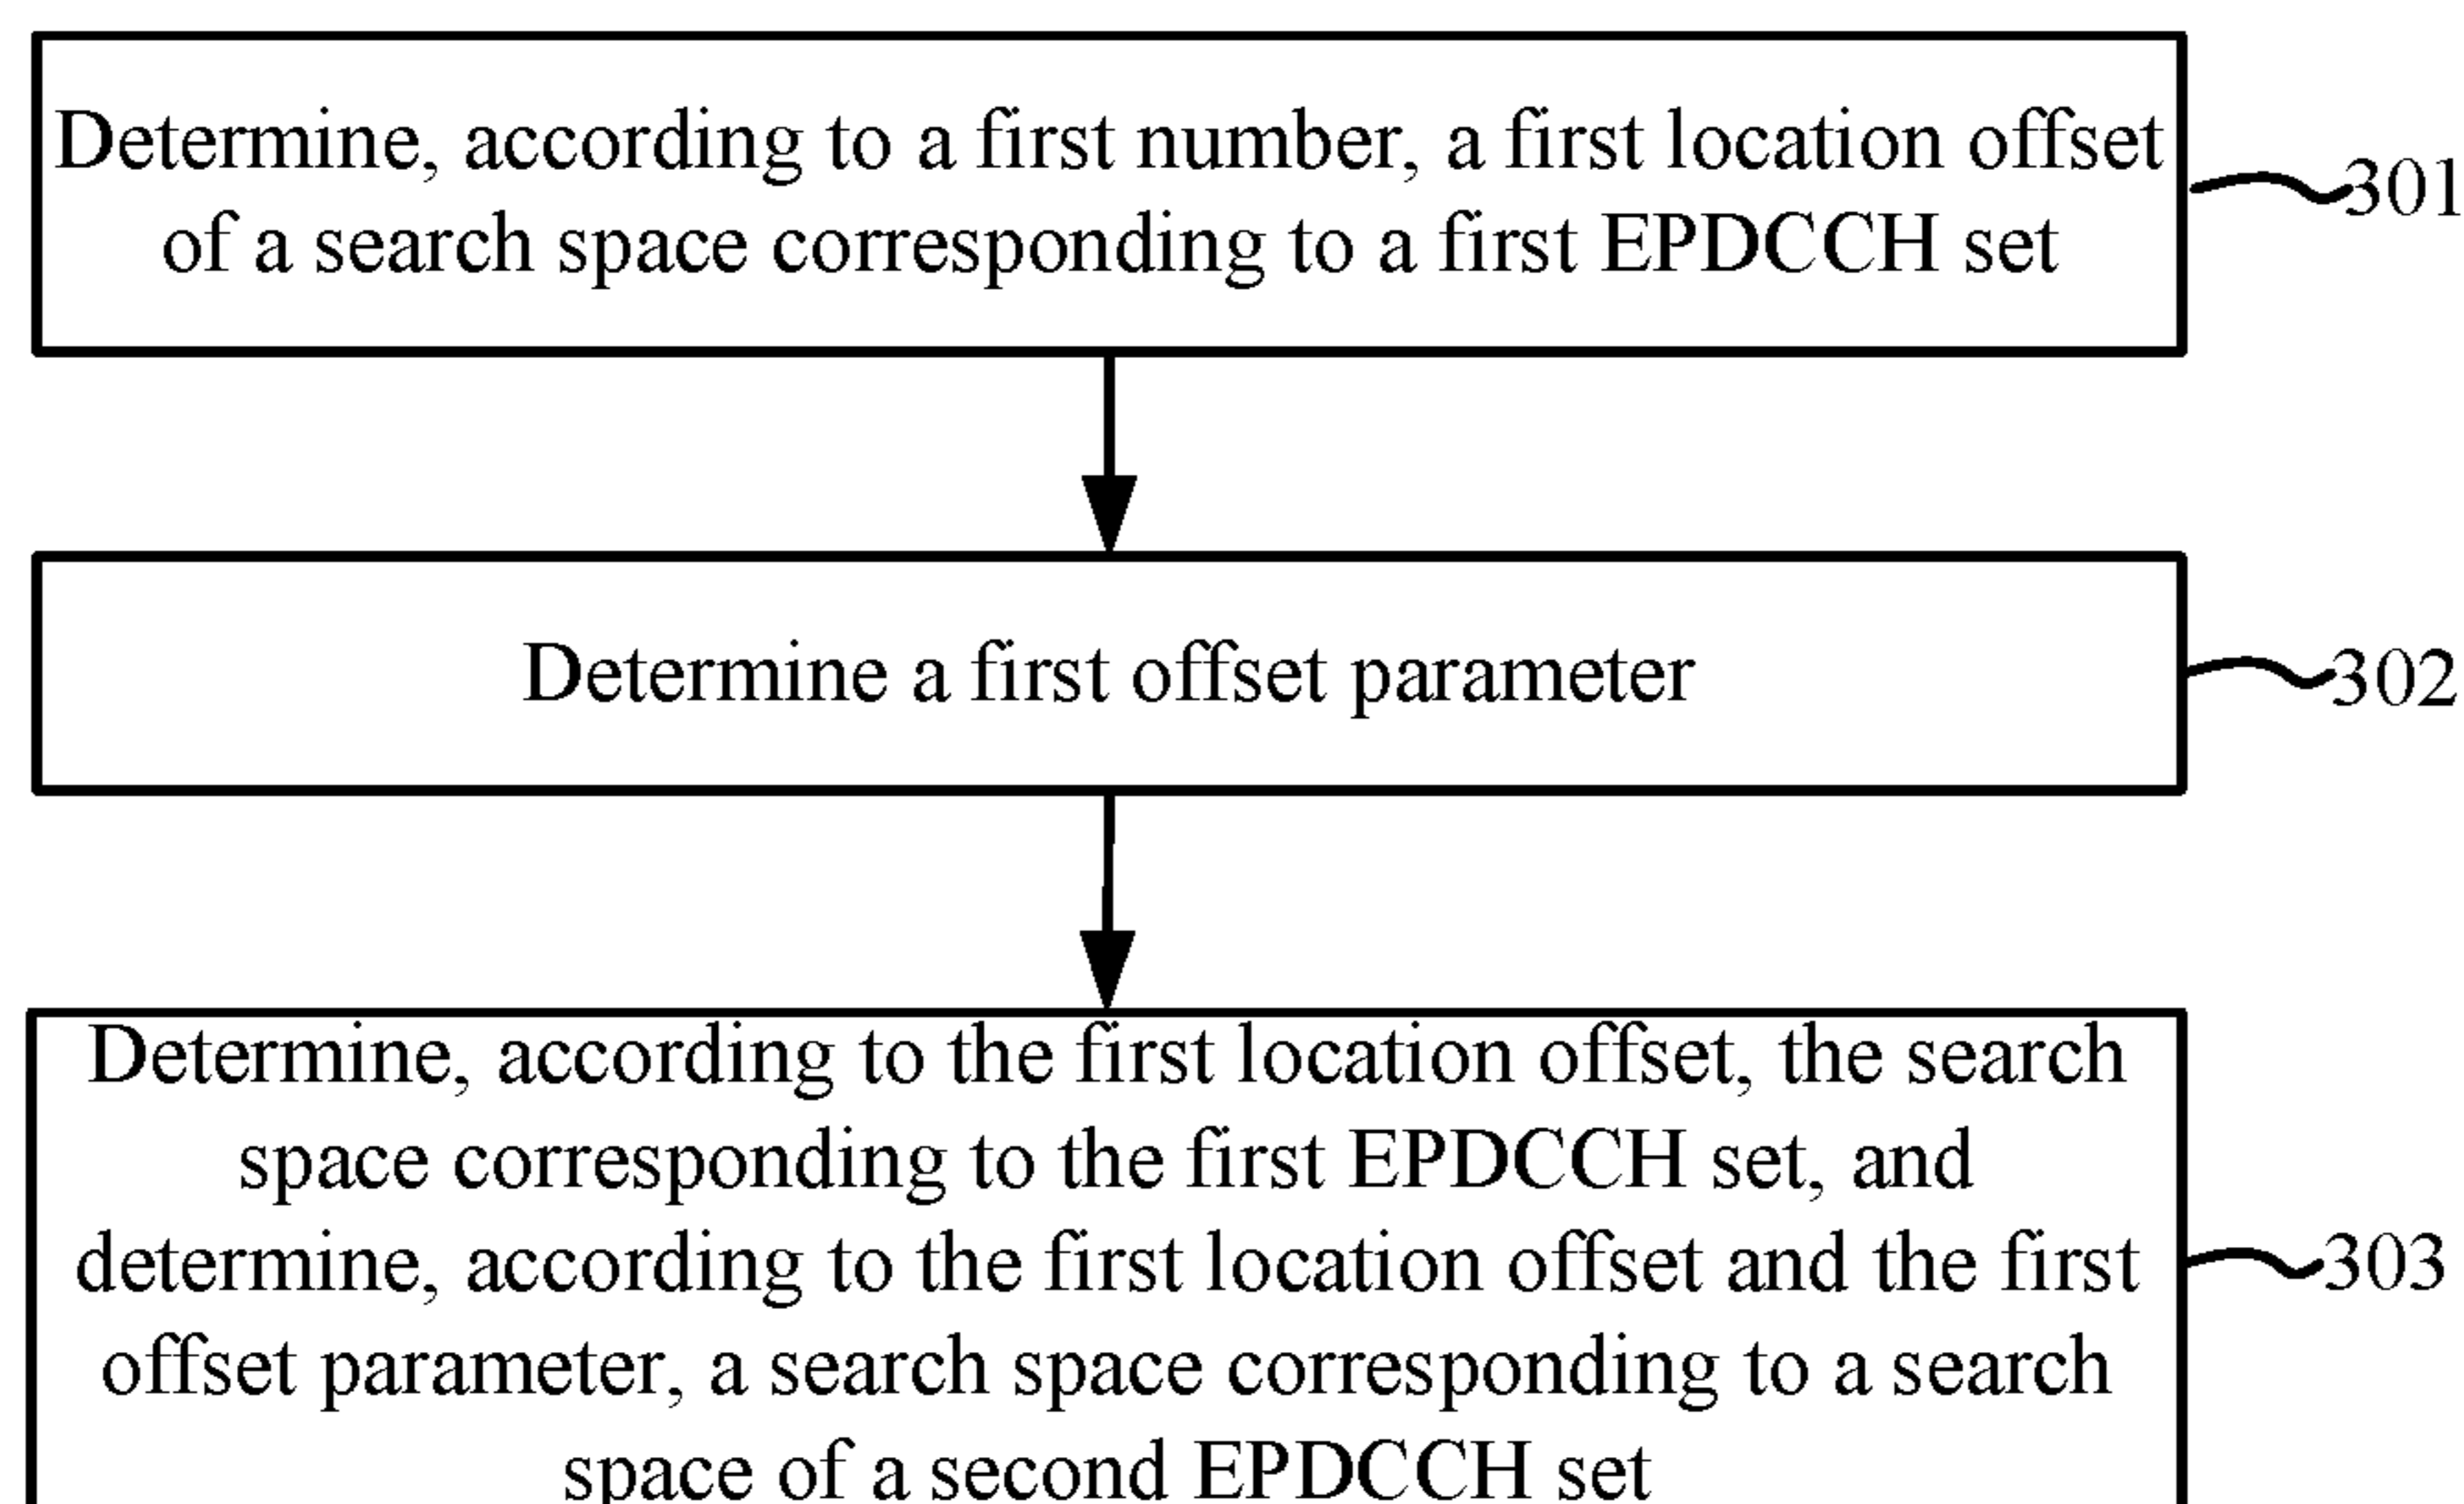 Determine, according to a first number, a first location offset
of a search space corresponding to a first EPDCCH set
301
Determine a first offset parameter
302
Determine, according to the first location offset, the search
space corresponding to the first EPDCCH set, and
determine, according to the first location offset and the first
offset parameter, a search space corresponding to a search
space of a second EPDCCH set
303